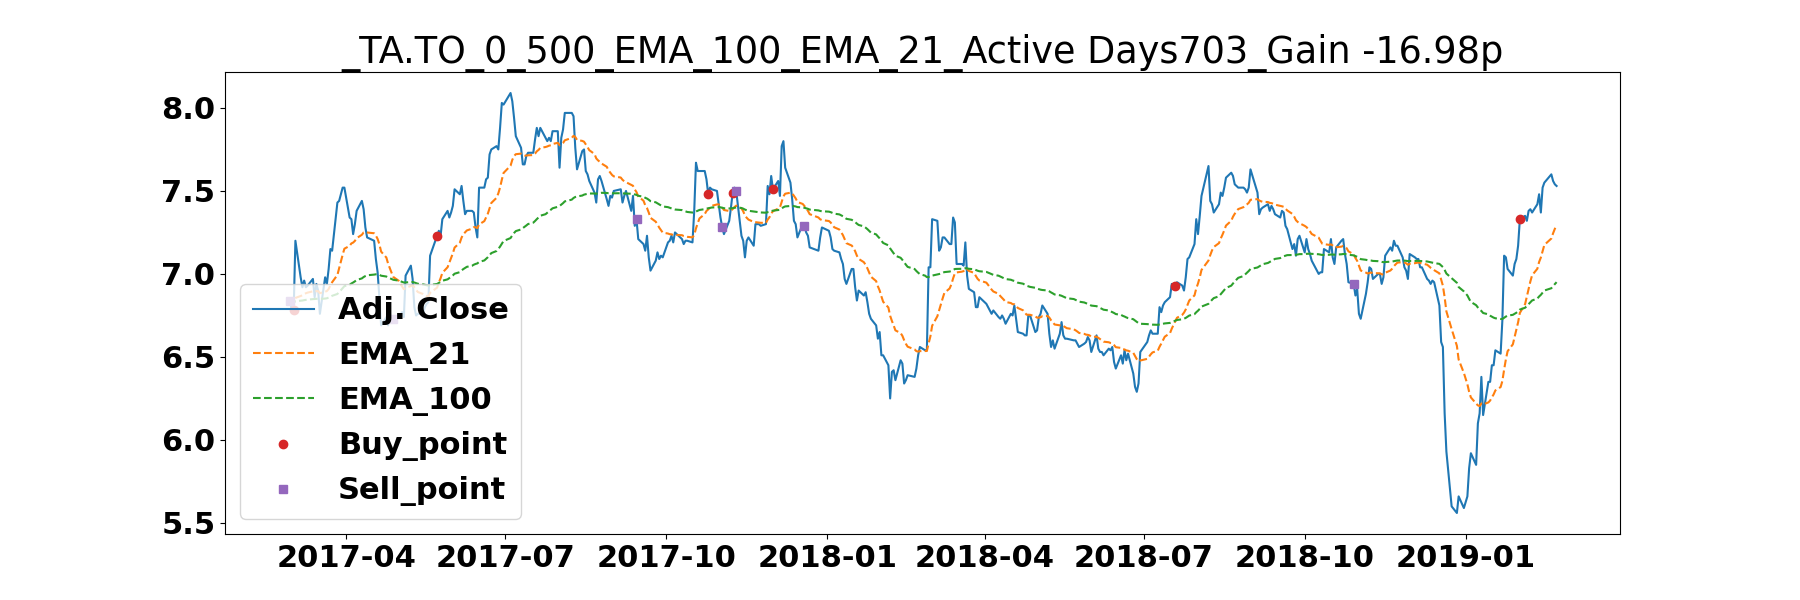 _TA.TO_0_500_EMA_100_EMA_21_Active Days703_Gain -16.98p
8.0
7.5
7.0
6.5
6.0
5.5
Adj. Close
EMA_21
EMA_100
Buy_point
Sell_point
2017-04 2017-07 2017-10 2018-01 2018-04 2018-07 2018-10 2019-01